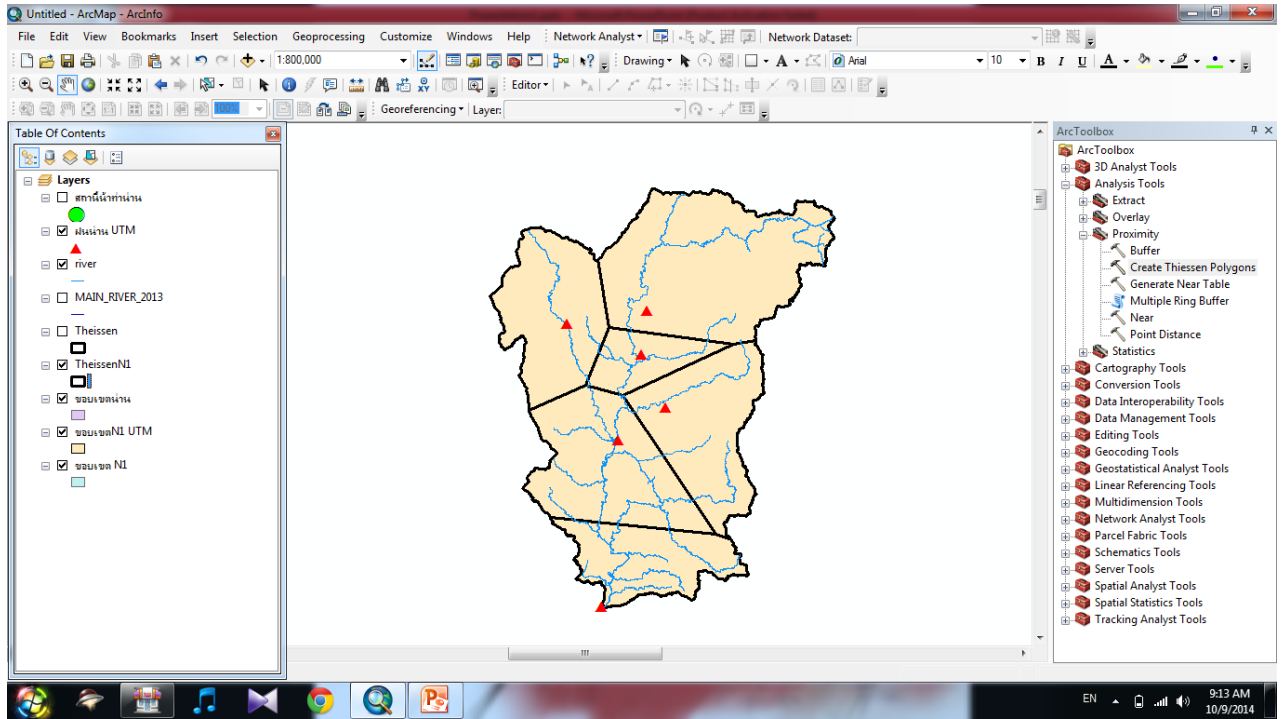 Untitled - ArcMap - ArcInfo
File Edit View Bookmarks Insert Selection Geoprocessing Customize Windows Help Network Analyst Network Dataset:
1:800,000 Drawing A Arial 10 B I U A
Editor
100% Georeferencing Layer:
Table Of Contents
Layers
สถานีน้ำท่าน่าน
ฝนน่าน UTM
river
MAIN_RIVER_2013
Theissen
TheissenN1
ขอบเขตน่าน
ขอบเขตN1 UTM
ขอบเขต N1
ArcToolbox
ArcToolbox
3D Analyst Tools
Analysis Tools
Extract
Overlay
Proximity
Buffer
Create Thiessen Polygons
Generate Near Table
Multiple Ring Buffer
Near
Point Distance
Statistics
Cartography Tools
Conversion Tools
Data Interoperability Tools
Data Management Tools
Editing Tools
Geocoding Tools
Geostatistical Analyst Tools
Linear Referencing Tools
Multidimension Tools
Network Analyst Tools
Parcel Fabric Tools
Schematics Tools
Server Tools
Spatial Analyst Tools
Spatial Statistics Tools
Tracking Analyst Tools
EN
9:13 AM
10/9/2014